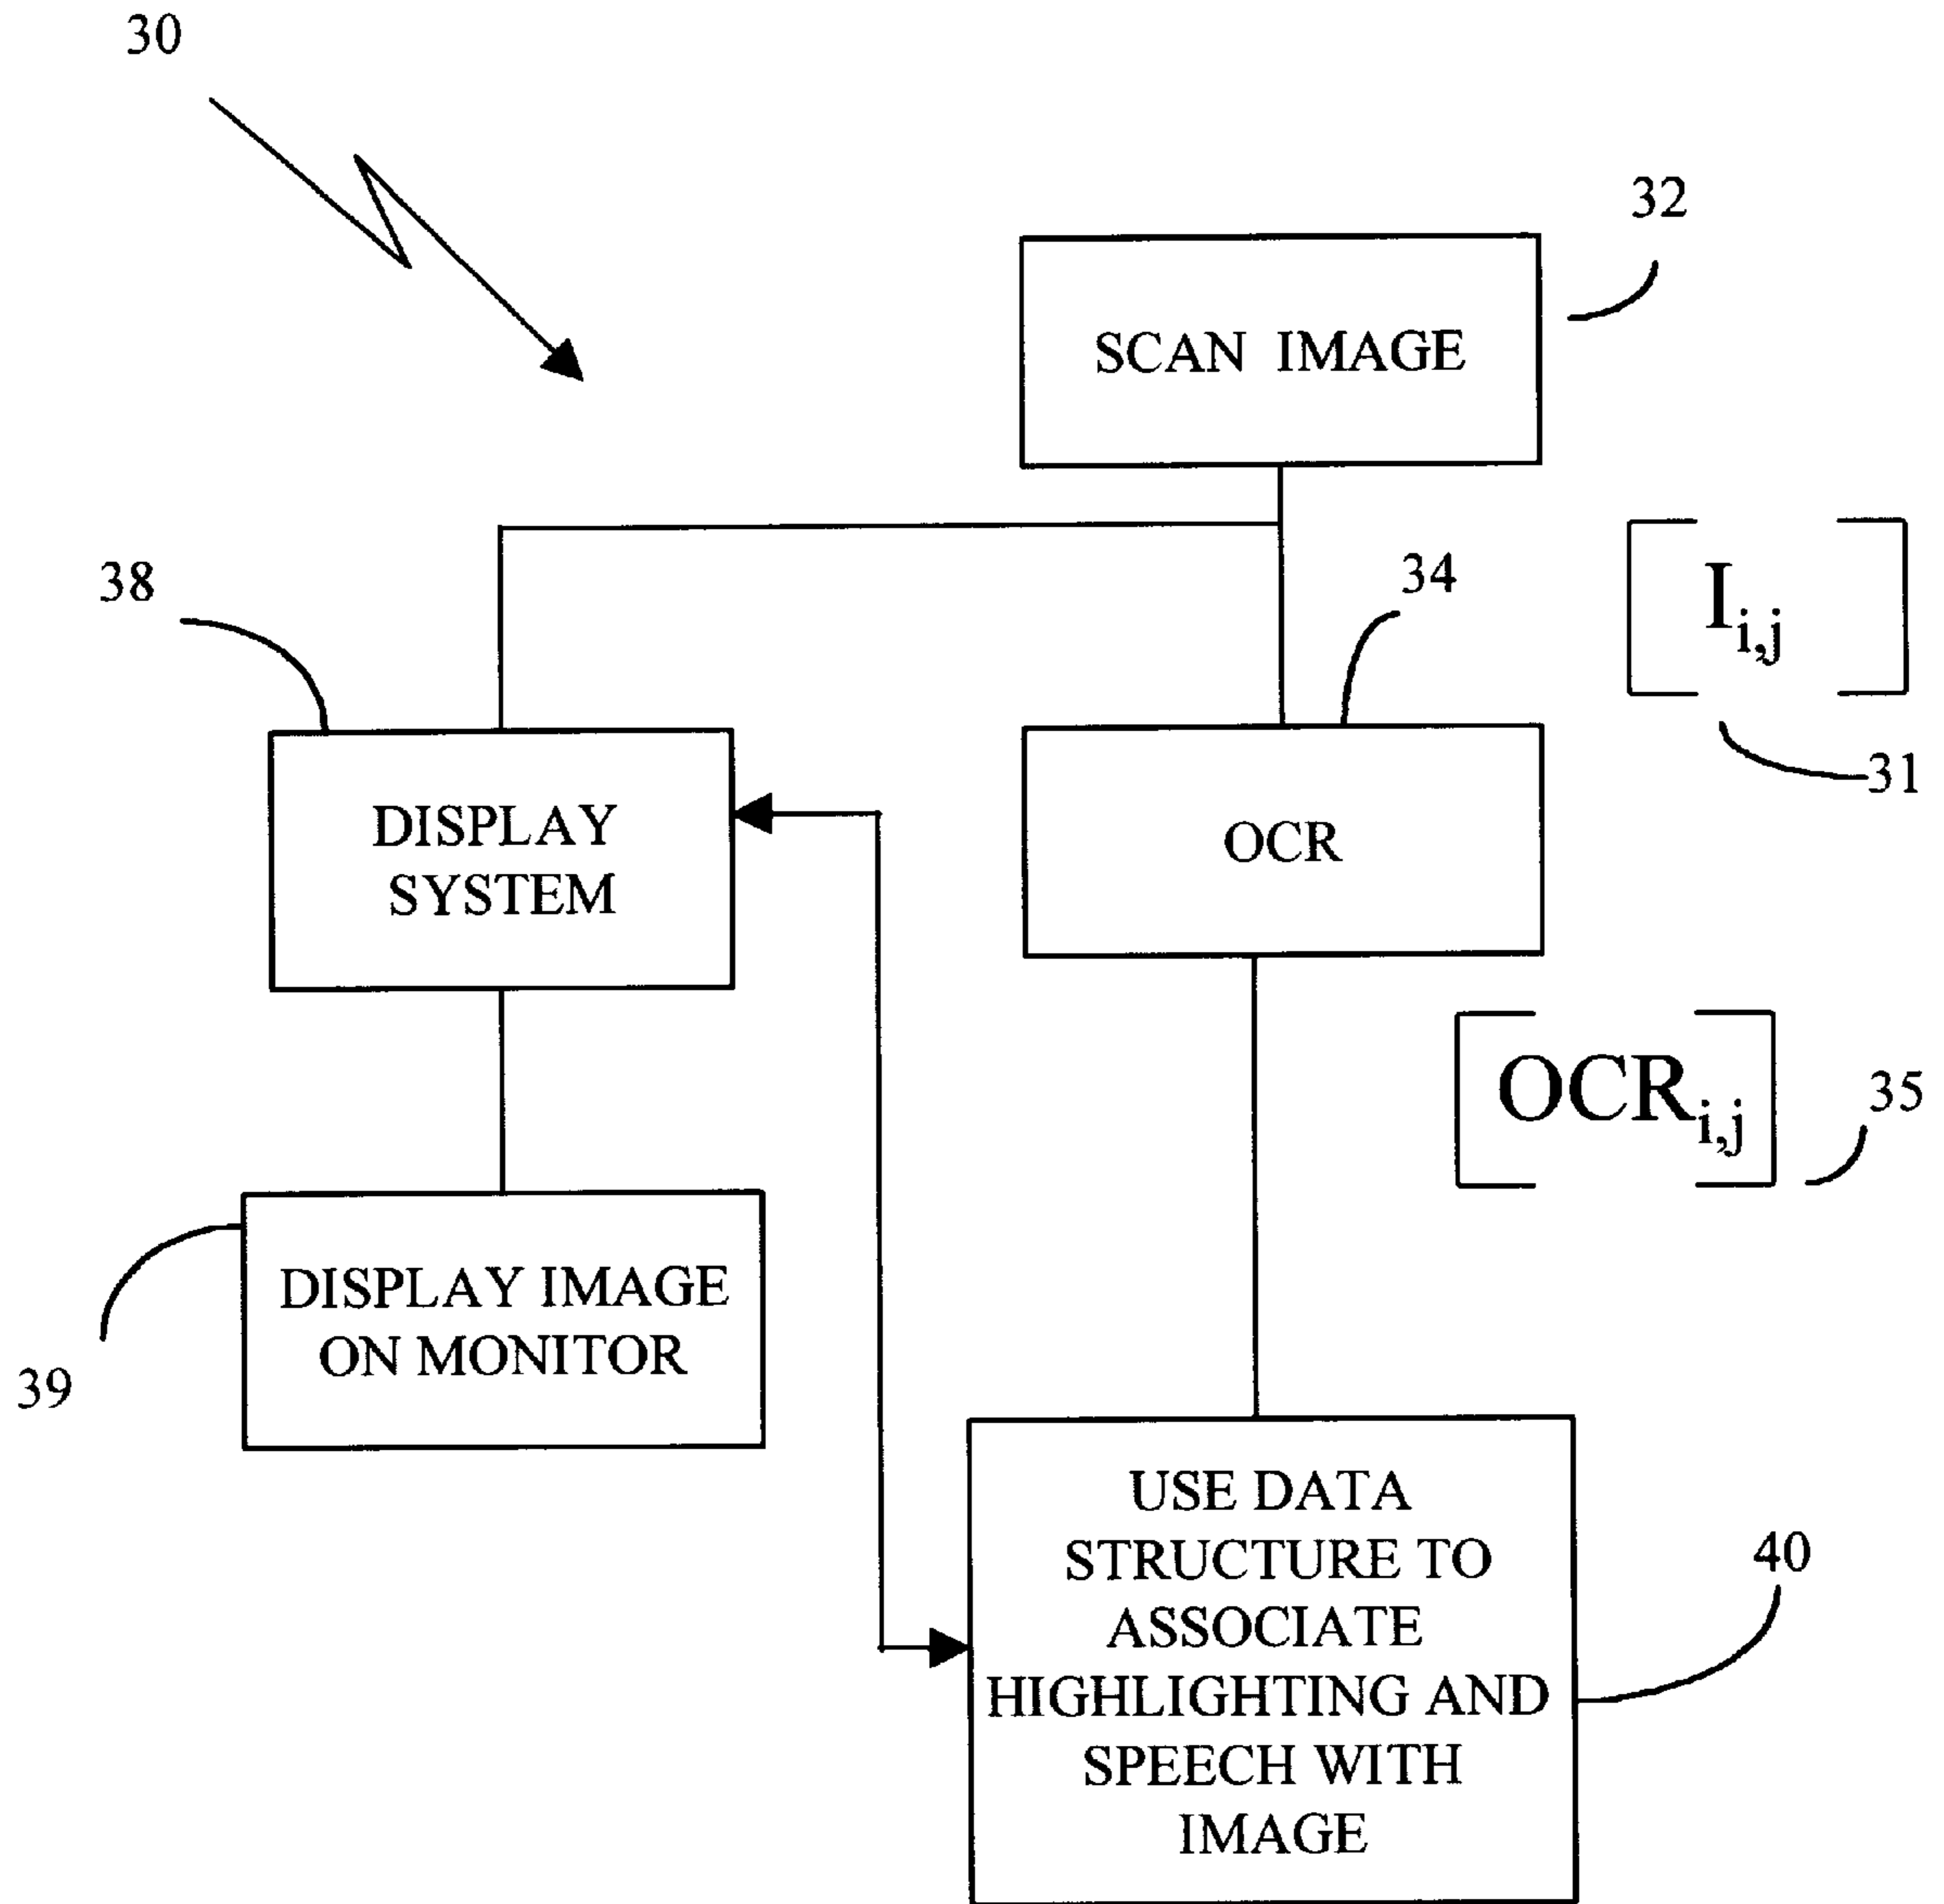 30
32
SCAN IMAGE
38
34
I i,j
31
DISPLAY
SYSTEM
OCR
OCR i,j
35
39
DISPLAY IMAGE
ON MONITOR
USE DATA
STRUCTURE TO
ASSOCIATE
HIGHLIGHTING AND
SPEECH WITH
IMAGE
40